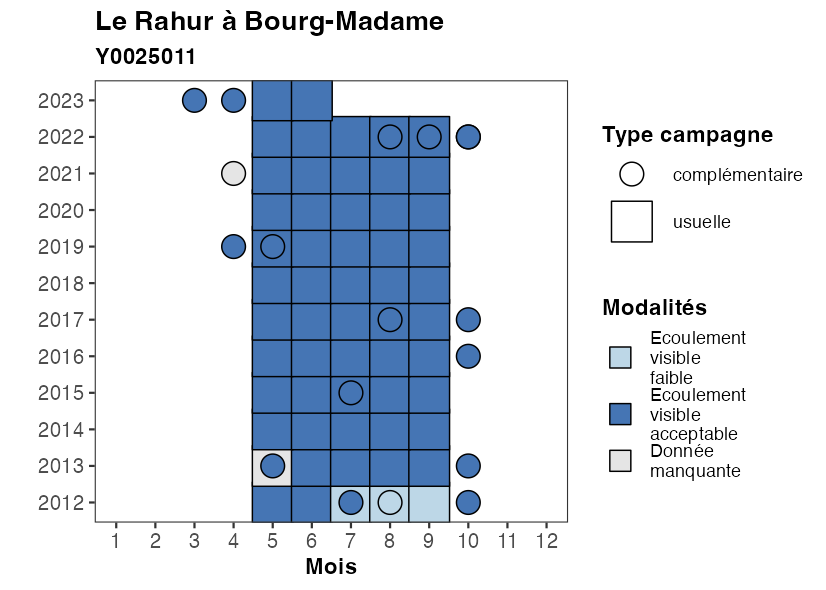 Le Rahur à Bourg-Madame
Y0025011
2023
2022
2021
2020
2019
2018
2017
2016
2015
2014
2013
2012
1 2 3 4 5 6 7 8 9 10 11 12
Mois
Type campagne
complémentaire
usuelle
Modalités
Ecoulement
visible
faible
Ecoulement
visible
acceptable
Donnée
manquante